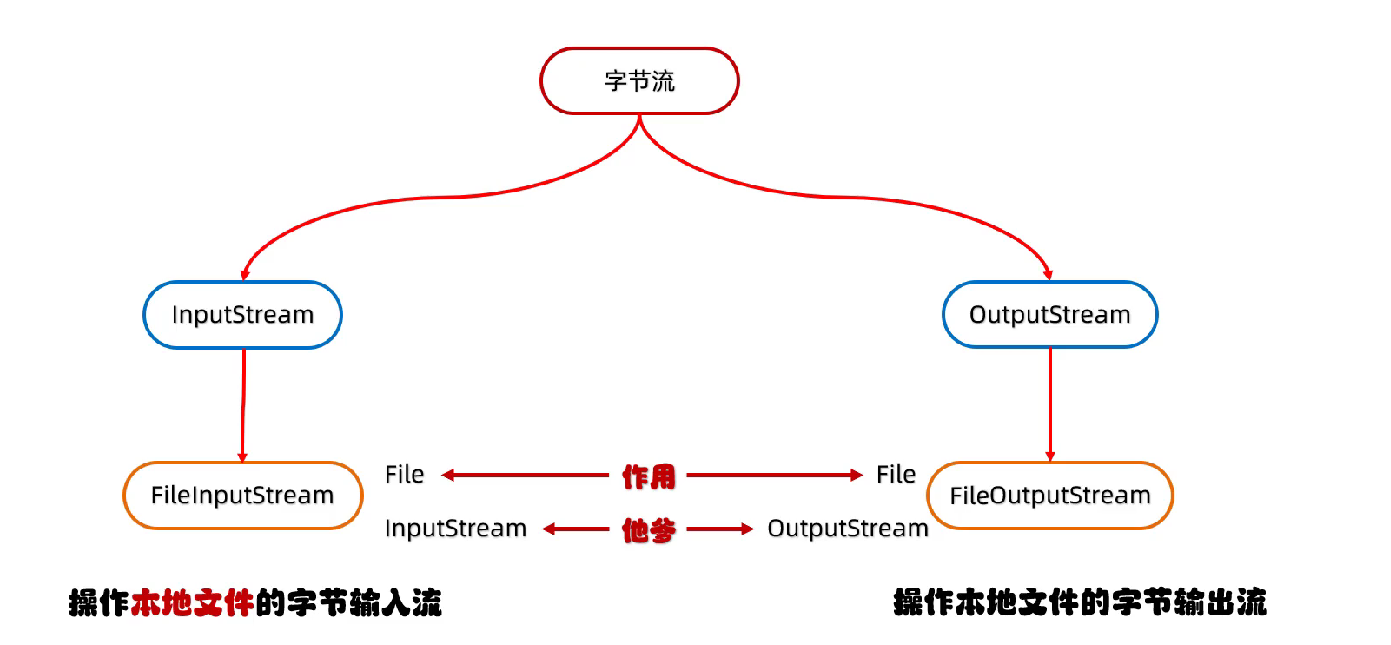 字节流
InputStream
OutputStream
FileInputStream
File
作用
File
FileOutputStream
InputStream
他爹
OutputStream
操作本地文件的字节输入流
操作本地文件的字节输出流